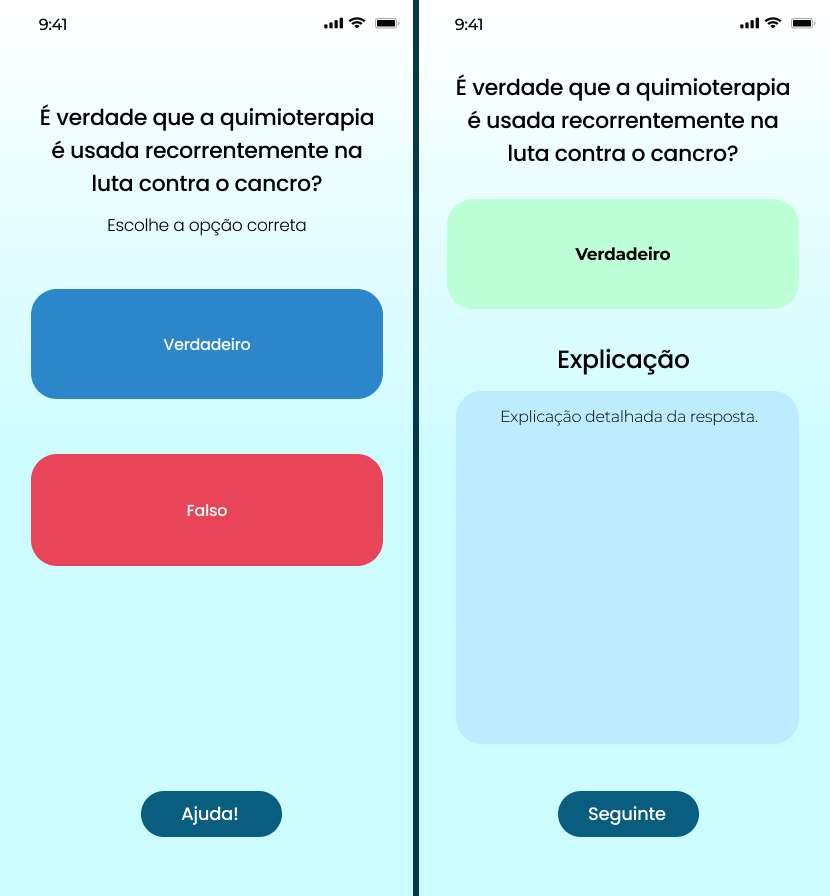 9:41
É verdade que a quimioterapia
é usada recorrentemente na
luta contra o cancro?
Escolhe a opção correta
Verdadeiro
Falso
Ajuda!
9:41
É verdade que a quimioterapia
é usada recorrentemente na
luta contra o cancro?
Verdadeiro
Explicação
Explicação detalhada da resposta.
Seguinte